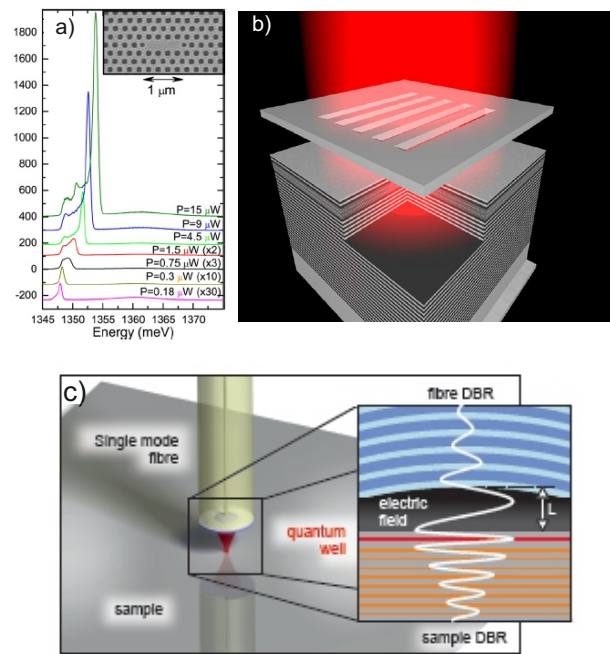 a)
1 μm
1800
1600
1400
1200
1000
800
600
400
200
0
-200
P=15 μW
P=9 μW
P=4.5 μW
P=1.5 μW (x2)
P=0.75 μW (x3)
P=0.3 μW (x10)
P=0.18 μW (x30)
1345 1350 1355 1360 1365 1370
Energy (meV)
b)
c)
fibre DBR
Single mode
fibre
electric
field
L
quantum
well
sample
sample DBR